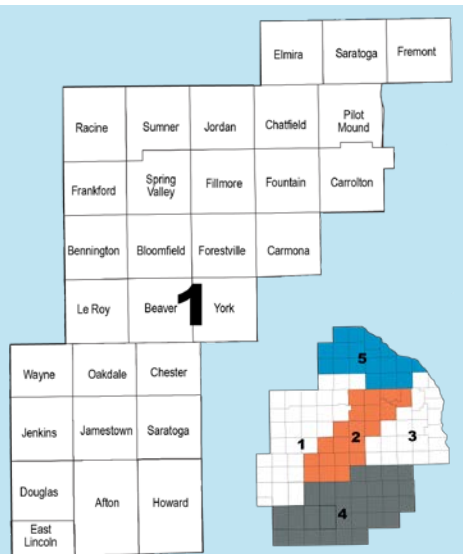 Elmira Saratoga Fremont
Racine Sumner Jordan Chatfield Pilot
Mound
Frankford Spring
Valley Fillmore Fountain Carrolton
Bennington Bloomfield Forestville Carmona
Le Roy Beaver 1 York
Wayne Oakdale Chester
Jenkins Jamestown Saratoga
Douglas Afton Howard
East
Lincoln
5
1 2 3
4